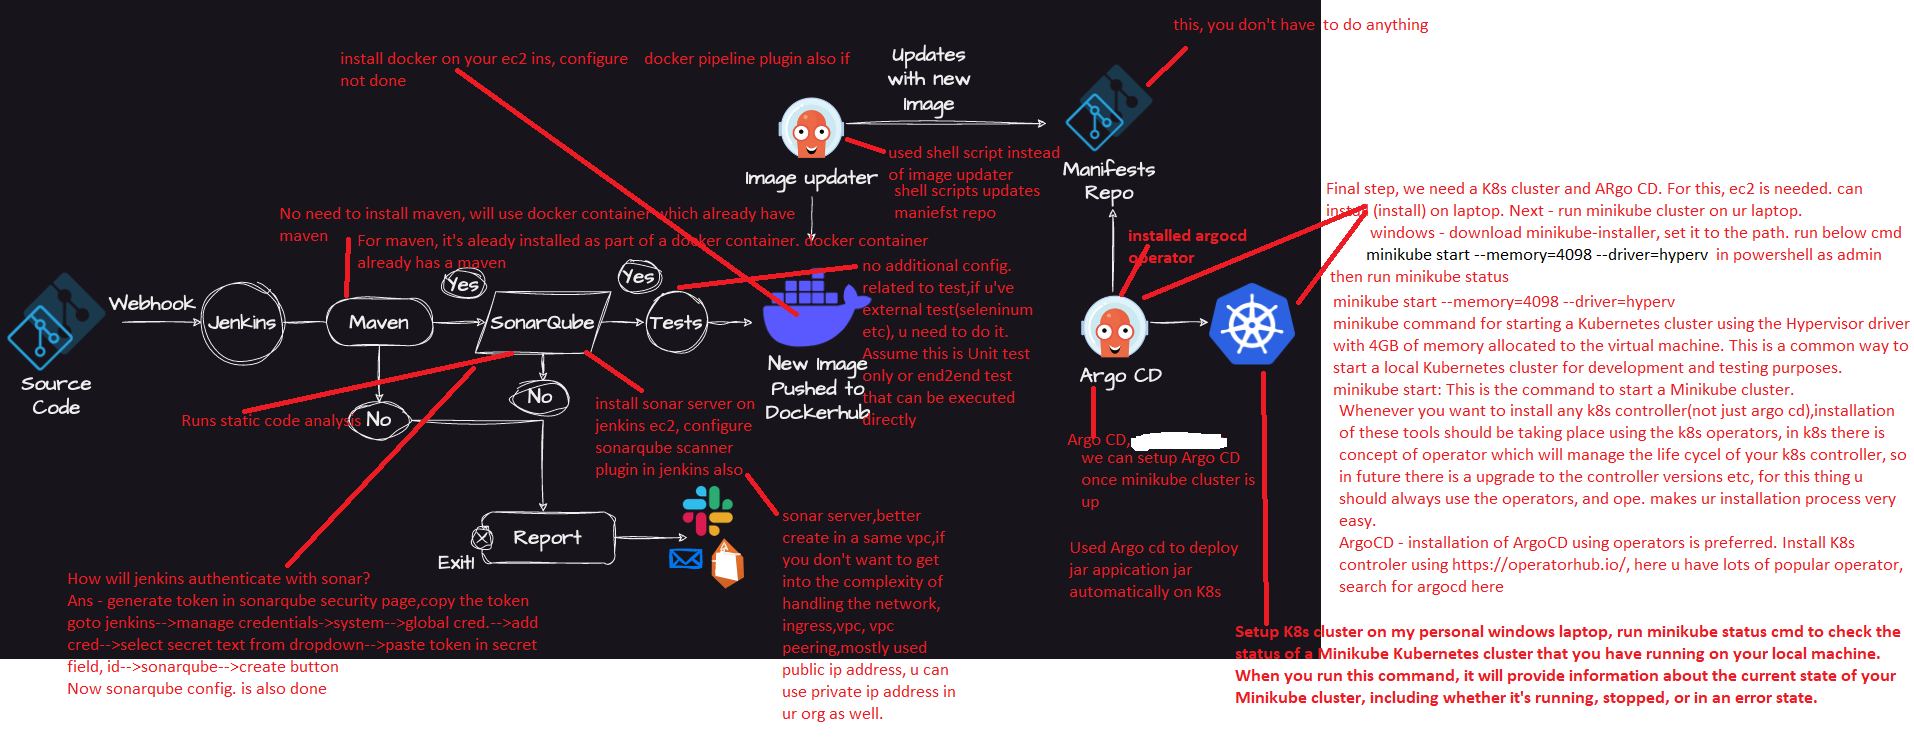 this, you don't have  to do anything
install docker on your ec2 ins, configure    docker pipeline plugin also if
not done
Updates
with new
Image
used shell script instead
of image updater
shell scripts updates
maniefst repo
Image updater
Manifests
Repo
No need to install maven, will use docker container which already have
maven
For maven, it's aleady installed as part of a docker container. docker container
already has a maven
installed argocd
operator
Webhook
Source
Code
Jenkins
Maven
Yes
SonarQube
Yes
Tests
No
No
New Image
Pushed to
Dockerhub
no additional config.
related to test,if u've
external test(seleninum
etc), u need to do it.
Assume this is Unit test
only or end2end test
that can be executed
directly
Runs static code analysis
install sonar server on
jenkins ec2, configure
sonarqube scanner
plugin in jenkins also
Exit!
Report
How will jenkins authenticate with sonar?
Ans - generate token in sonarqube security page,copy the token
goto jenkins-->manage credentials->system-->global cred.-->add
cred-->select secret text from dropdown-->paste token in secret
field, id-->sonarqube-->create button
Now sonarqube config. is also done
sonar server,better
create in a same vpc,if
you don't want to get
into the complexity of
handling the network,
ingress,vpc, vpc
peering,mostly used
public ip address, u can
use private ip address in
ur org as well.
Argo CD
Argo CD,
we can setup Argo CD
once minikube cluster is
up
Used Argo cd to deploy
jar appication jar
automatically on K8s
Final step, we need a K8s cluster and ARgo CD. For this, ec2 is needed. can
install (install) on laptop. Next - run minikube cluster on ur laptop.
windows - download minikube-installer, set it to the path. run below cmd
minikube start --memory=4098 --driver=hyperv  in powershell as admin
then run minikube status
minikube start --memory=4098 --driver=hyperv
minikube command for starting a Kubernetes cluster using the Hypervisor driver
with 4GB of memory allocated to the virtual machine. This is a common way to
start a local Kubernetes cluster for development and testing purposes.
minikube start: This is the command to start a Minikube cluster.
Whenever you want to install any k8s controller(not just argo cd),installation
of these tools should be taking place using the k8s operators, in k8s there is
concept of operator which will manage the life cycel of your k8s controller, so
in future there is a upgrade to the controller versions etc, for this thing u
should always use the operators, and ope. makes ur installation process very
easy.
ArgoCD - installation of ArgoCD using operators is preferred. Install K8s
controler using https://operatorhub.io/, here u have lots of popular operator,
search for argocd here
Setup K8s cluster on my personal windows laptop, run minikube status cmd to check the
status of a Minikube Kubernetes cluster that you have running on your local machine.
When you run this command, it will provide information about the current state of your
Minikube cluster, including whether it's running, stopped, or in an error state.